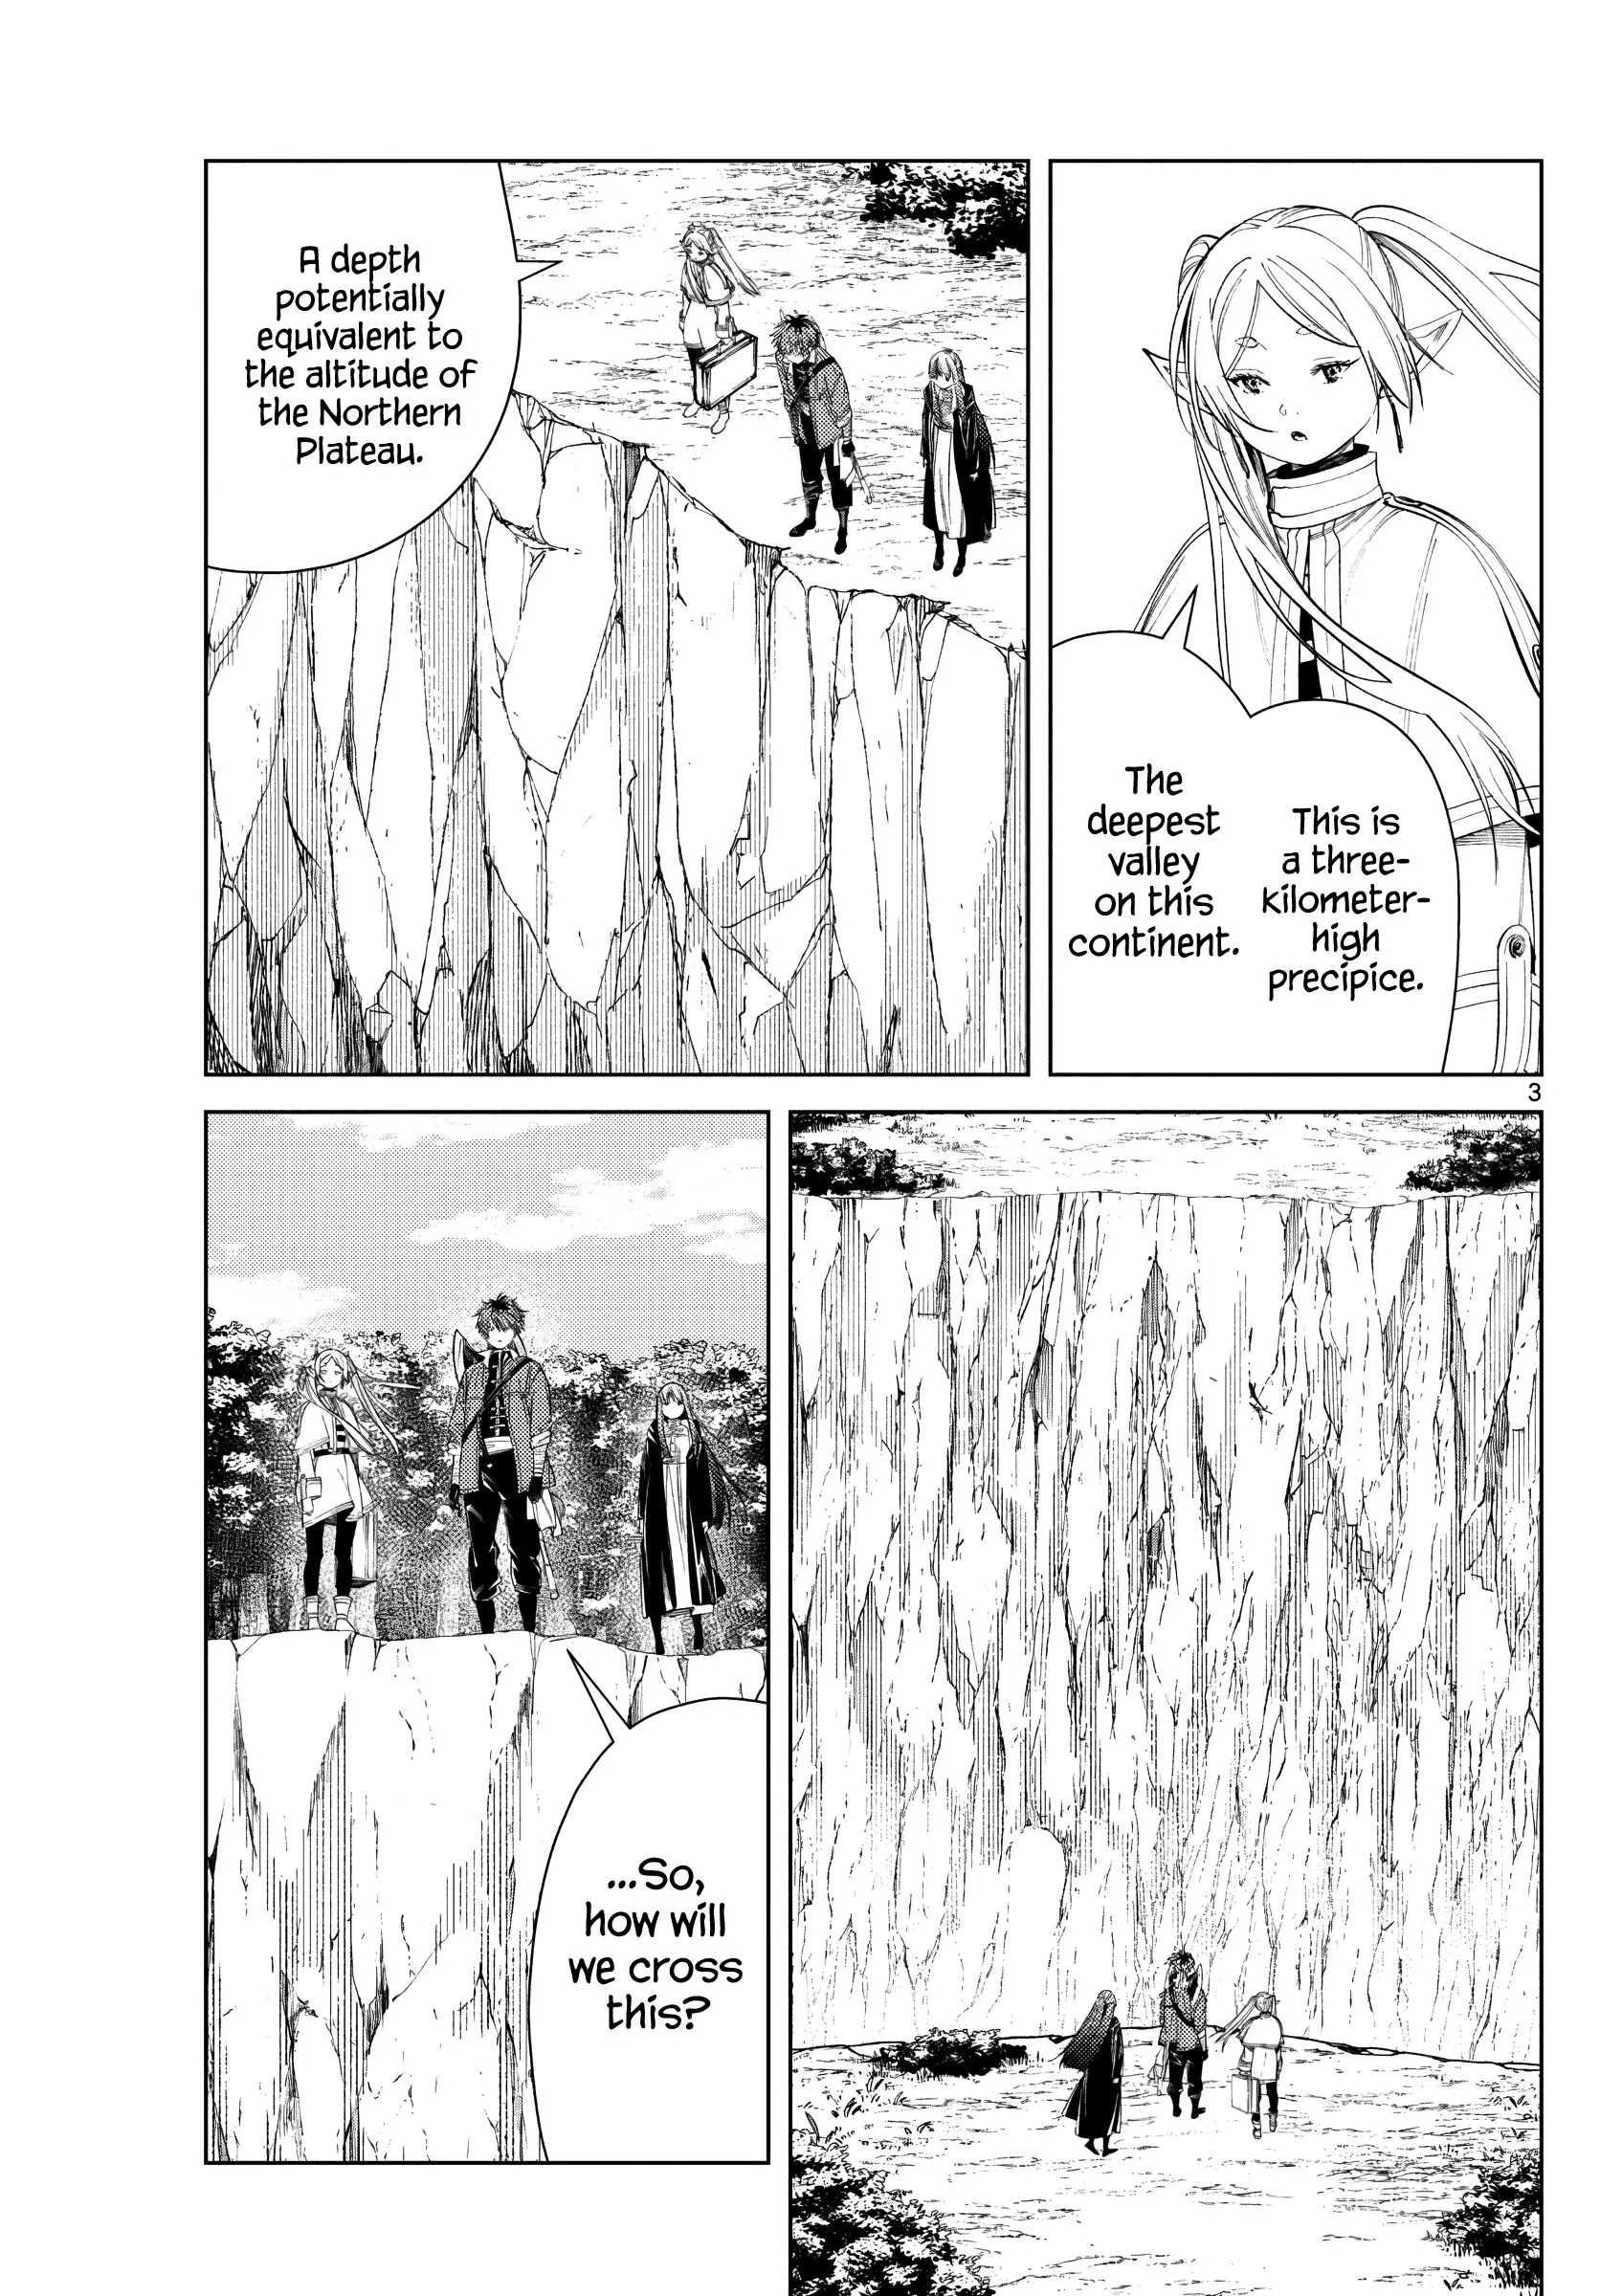 This is
a three-
kilometer-
high
precipice.
The
deepest
valley
on this
continent.
A depth
potentially
equivalent to
the altitude of
the Northern
Plateau.
3
...So,
how will
we cross
this?